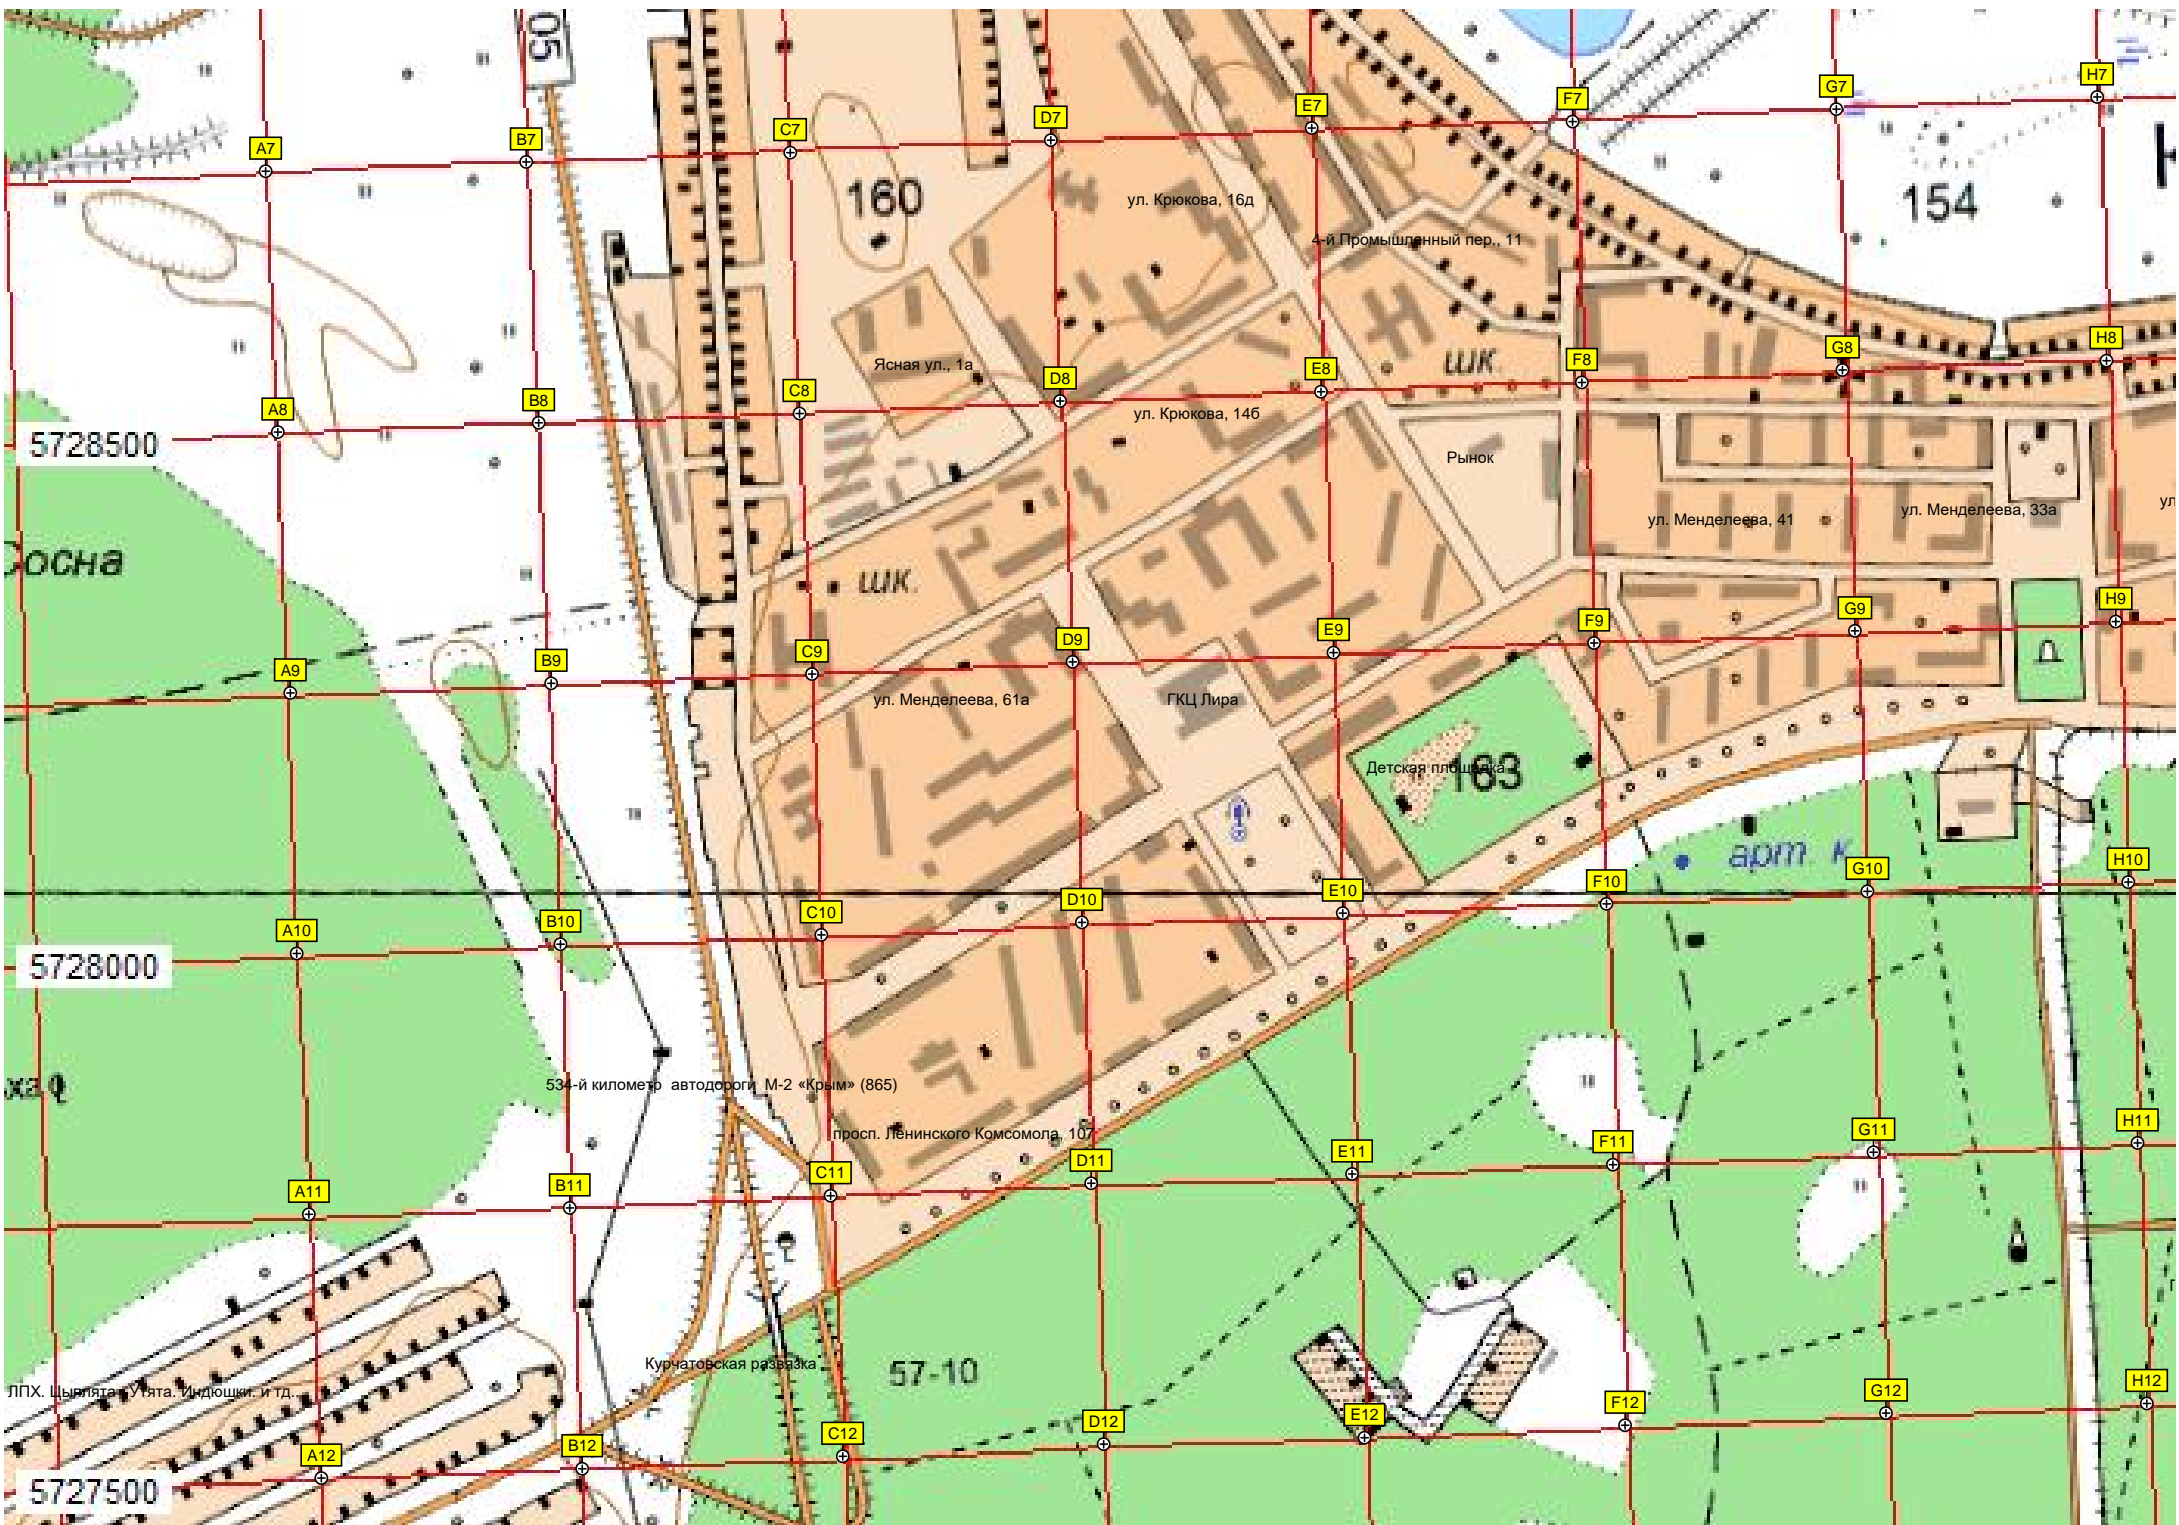 05
H7
G7
F7
E7
D7
C7
B7
A7
160
154
ул. Крюкова, 16д
4-й Промышленный пер., 11
шк.
Ясная ул., 1а
H8
G8
F8
E8
D8
C8
B8
A8
ул. Крюкова, 14б
5728500
Рынок
ул. Менделеева, 33а
ул. Менделеева, 41
ул
Сосна
шк.
H9
G9
F9
E9
D9
C9
B9
A9
ул. Менделеева, 61а
ГКЦ Лира
Детская площадка
163
арт. к
H10
G10
F10
E10
D10
C10
B10
A10
5728000
534-й километр автодороги М-2 «Крым» (865)
просп. Ленинского Комсомола, 107
H11
G11
F11
E11
D11
C11
B11
A11
Курчатовская развязка
57-10
ЛПХ. Цыплята. Утята. Индюшки. и тд..
H12
G12
F12
E12
D12
C12
B12
A12
5727500